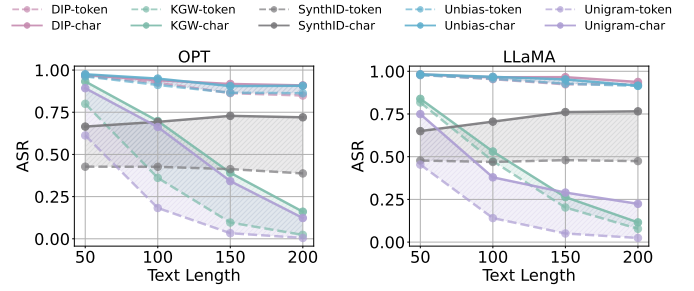 DIP-token KGW-token SynthID-token Unbias-token Unigram-token
DIP-char KGW-char SynthID-char Unbias-char Unigram-char
OPT LLaMA
1.00 1.00
0.75 0.75
ASR 0.50 ASR 0.50
0.25 0.25
0.00 0.00
50 100 150 200 50 100 150 200
Text Length Text Length